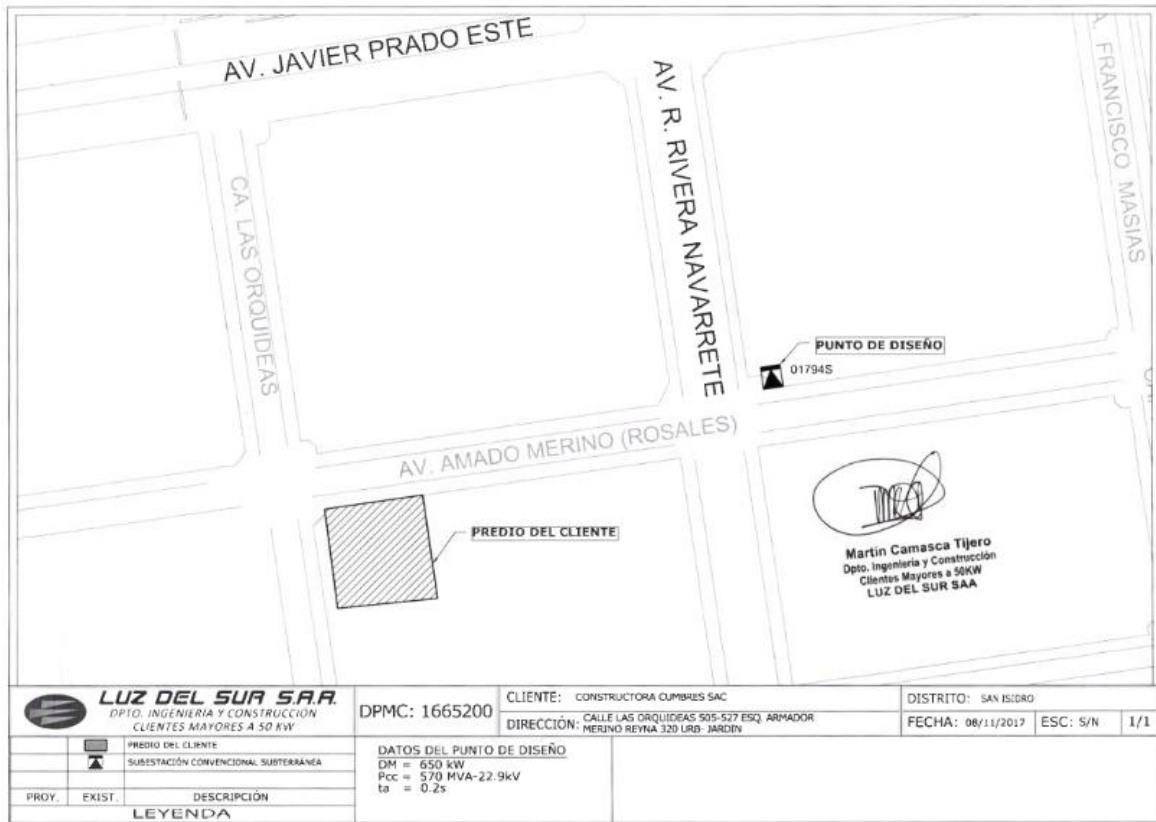 AV. JAVIER PRADO ESTE
AV. R. RIVERA NAVARRETE
FRANCISCO MASIAS
CA. LAS ORQUIDEAS
PUNTO DE DISEÑO
01794S
AV. AMADO MERINO (ROSALES)
PREDIO DEL CLIENTE
Martín Camasca Tijero
Dpto. Ingeniería y Construcción
Clientes Mayores a 50KW
LUZ DEL SUR SAA
LUZ DEL SUR S.A.A.
DPTO. INGENIERIA Y CONSTRUCCIÓN
CLIENTES MAYORES A 50 KW
DPMC: 1665200
CLIENTE: CONSTRUCTORA CUMBRES SAC
DIRECCIÓN: CALLE LAS ORQUIDEAS 505-527 ESQ. ARMADOR
MERINO REYNA 320 URB- JARDIN
DISTRITO: SAN ISIDRO
FECHA: 08/11/2017 ESC: S/N 1/1
PREDIO DEL CLIENTE
SUBESTACIÓN CONVENCIONAL SUBTERRÁNEA
PROY. EXIST. DESCRIPCIÓN
LEYENDA
DATOS DEL PUNTO DE DISEÑO
DM = 650 kW
Pcc = 570 MVA-22.9kV
ta = 0.2s